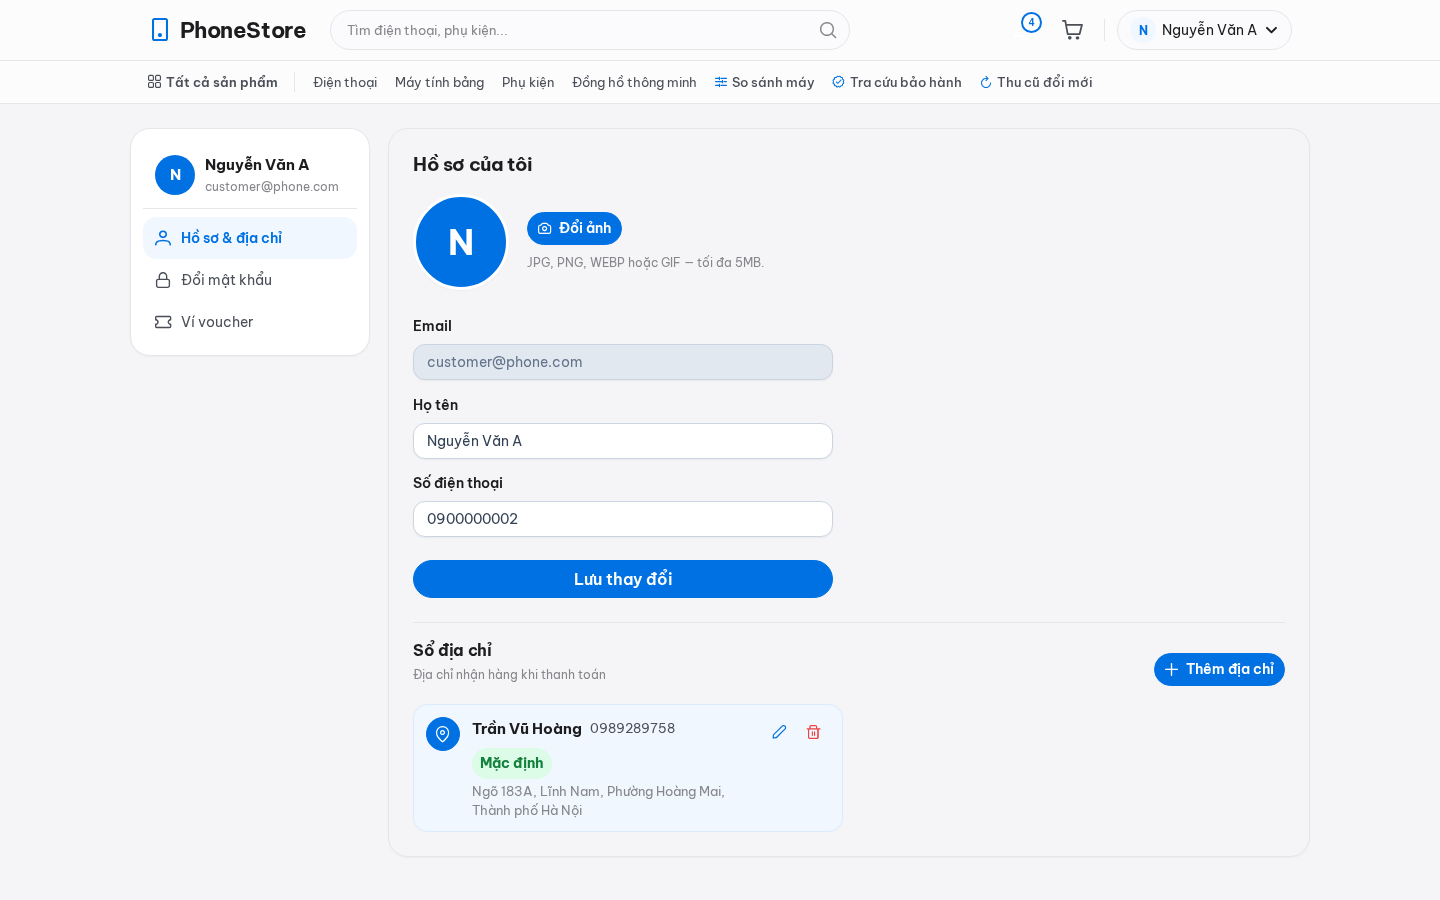 PhoneStore
Tìm điện thoại, phụ kiện...
4
N Nguyễn Văn A
Tất cả sản phẩm
Điện thoại
Máy tính bảng
Phụ kiện
Đồng hồ thông minh
So sánh máy
Tra cứu bảo hành
Thu cũ đổi mới
N
Nguyễn Văn A
customer@phone.com
Hồ sơ & địa chỉ
Đổi mật khẩu
Ví voucher
Hồ sơ của tôi
N
Đổi ảnh
JPG, PNG, WEBP hoặc GIF — tối đa 5MB.
Email
customer@phone.com
Họ tên
Nguyễn Văn A
Số điện thoại
0900000002
Lưu thay đổi
Sổ địa chỉ
Địa chỉ nhận hàng khi thanh toán
Thêm địa chỉ
Trần Vũ Hoàng 0989289758
Mặc định
Ngõ 183A, Lĩnh Nam, Phường Hoàng Mai,
Thành phố Hà Nội